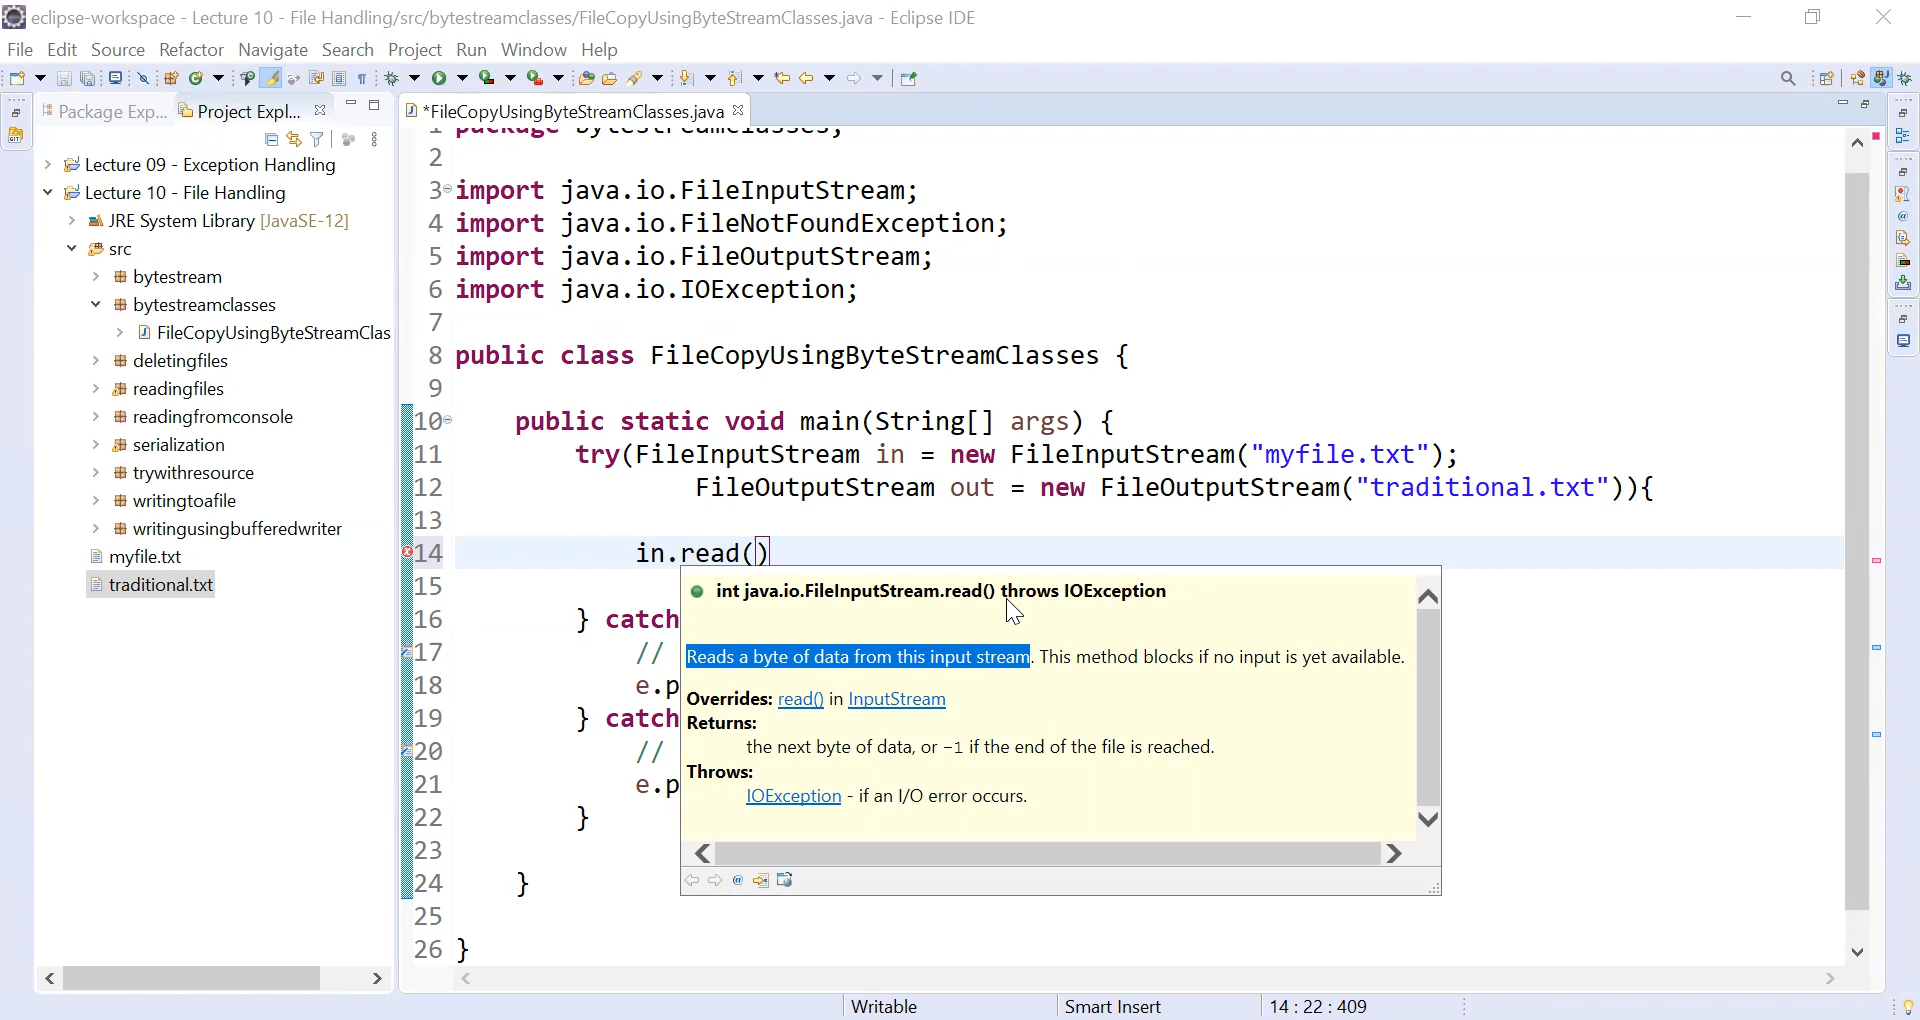 eclipse-workspace - Lecture 10 - File Handling/src/bytestreamclasses/FileCopyUsingByteStreamClasses.java - Eclipse IDE
File Edit Source Refactor Navigate Search Project Run Window Help
Package Exp... Project Expl...
Lecture 09 - Exception Handling
Lecture 10 - File Handling
JRE System Library [JavaSE-12]
src
bytestream
bytestreamclasses
FileCopyUsingByteStreamClas
deletingfiles
readingfiles
readingfromconsole
serialization
trywithresource
writingtoafile
writingusingbufferedwriter
myfile.txt
traditional.txt
*FileCopyUsingByteStreamClasses.java
1 package bytestreamclasses;
2
3 import java.io.FileInputStream;
4 import java.io.FileNotFoundException;
5 import java.io.FileOutputStream;
6 import java.io.IOException;
7
8 public class FileCopyUsingByteStreamClasses {
9
10 public static void main(String[] args) {
11 try(FileInputStream in = new FileInputStream("myfile.txt");
12 FileOutputStream out = new FileOutputStream("traditional.txt")){
13
14 in.read()
15
16 } catch
17 //
18 e.p
19 } catch
20 //
21 e.p
22 }
23
24 }
25
26 }
int java.io.FileInputStream.read() throws IOException
Reads a byte of data from this input stream. This method blocks if no input is yet available.
Overrides: read() in InputStream
Returns:
the next byte of data, or -1 if the end of the file is reached.
Throws:
IOException - if an I/O error occurs.
Writable Smart Insert 14 : 22 : 409